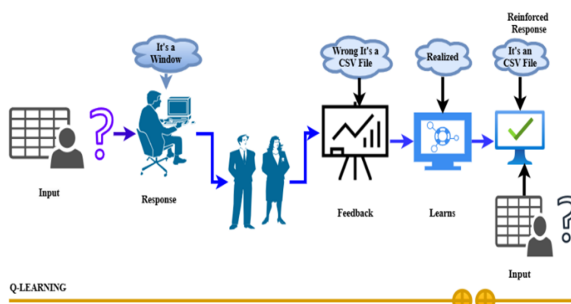 Reinforced
Response
It's a
Window
Wrong It's a
CSV File
Realized
It's an
CSV File
Input
Response
Feedback
Learns
Input
Q-LEARNING